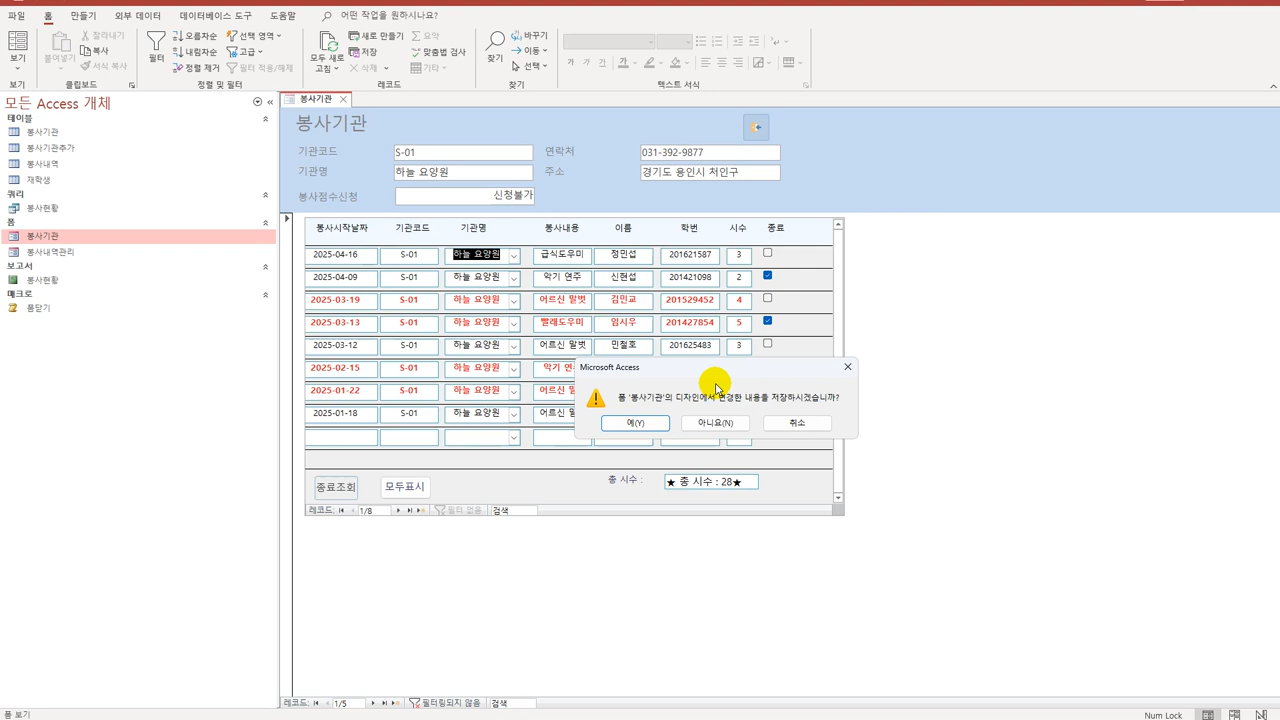 파일 홈 만들기 외부 데이터 데이터베이스 도구 도움말 어떤 작업을 원하시나요?
보기 붙여넣기 잘라내기 복사 서식 복사
필터 오름차순 내림차순 정렬 제거 선택 영역 고급 필터 적용/해제
모두 새로 고침 새로 만들기 저장 삭제 요약 맞춤법 검사 기타
찾기 바꾸기 이동 선택
가 가 가 가
보기 클립보드 정렬 및 필터 레코드 찾기 텍스트 서식
모든 Access 개체
테이블
봉사기관
봉사기관추가
봉사내역
재학생
쿼리
봉사현황
폼
봉사기관
봉사내역관리
보고서
봉사현황
매크로
폼닫기
봉사기관
봉사기관
기관코드 S-01 연락처 031-392-9877
기관명 하늘 요양원 주소 경기도 용인시 처인구
봉사점수신청 신청불가
봉사시작날짜 기관코드 기관명 봉사내용 이름 학번 시수 종료
2025-04-16 S-01 하늘 요양원 급식도우미 정민섭 201621587 3
2025-04-09 S-01 하늘 요양원 악기 연주 신현섭 201421098 2
2025-03-19 S-01 하늘 요양원 어르신 말벗 김민교 201529452 4
2025-03-13 S-01 하늘 요양원 빨래도우미 임시우 201427854 5
2025-03-12 S-01 하늘 요양원 어르신 말벗 민철호 201625483 3
2025-02-15 S-01 하늘 요양원 악기
2025-01-22 S-01 하늘 요양원 어르신
2025-01-18 S-01 하늘 요양원 어르신
Microsoft Access
폼 '봉사기관'의 디자인에서 변경한 내용을 저장하시겠습니까?
예(Y) 아니요(N) 취소
종료조회 모두표시 총 시수 : ★ 총 시수 : 28★
레코드: 1/8 필터 없음 검색
레코드: 1/5 필터링되지 않음 검색
폼 보기 Num Lock